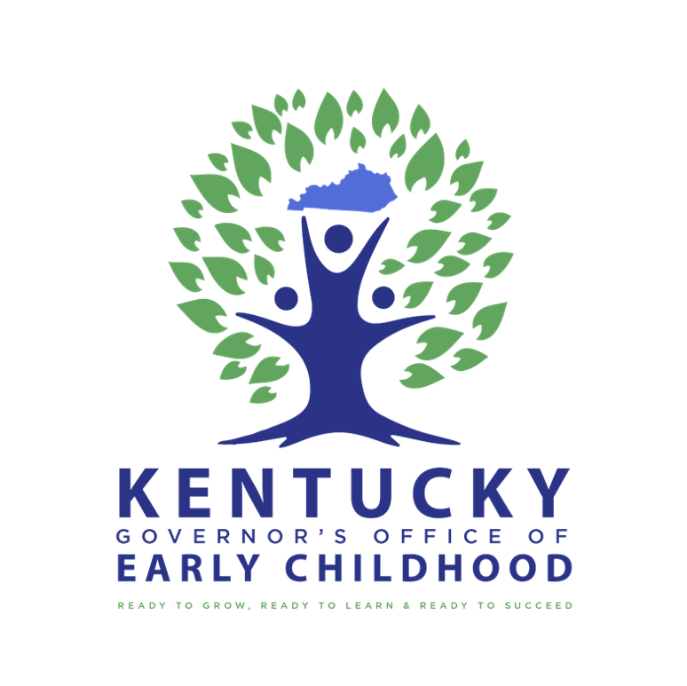 KENTUCKY
GOVERNOR'S OFFICE OF
EARLY CHILDHOOD
READY TO GROW, READY TO LEARN & READY TO SUCCEED